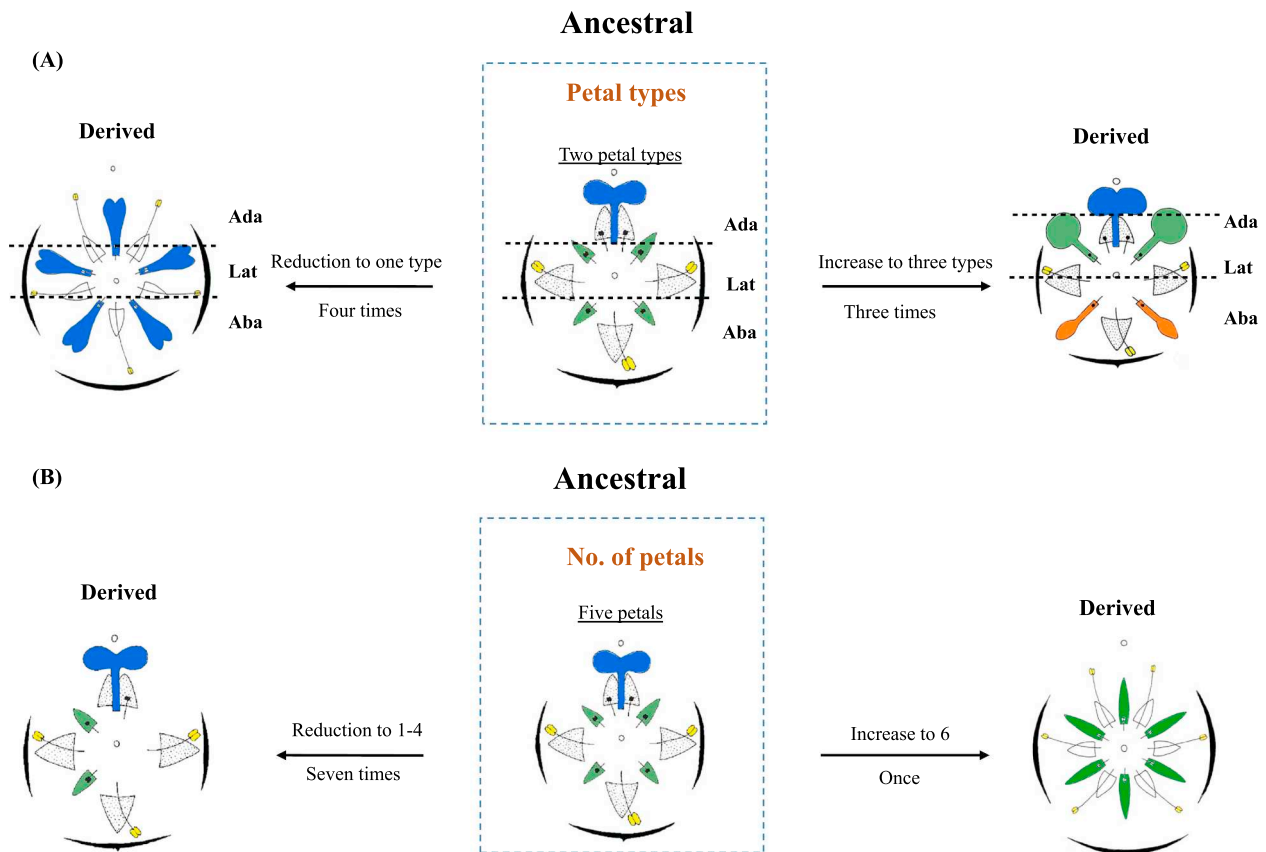 Ancestral
(A)
Petal types
Derived
Two petal types
Derived
Ada
Lat
Aba
Reduction to one type
Four times
Ada
Lat
Aba
Increase to three types
Three times
Ada
Lat
Aba
(B)
Ancestral
No. of petals
Derived
Five petals
Derived
Reduction to 1-4
Seven times
Increase to 6
Once